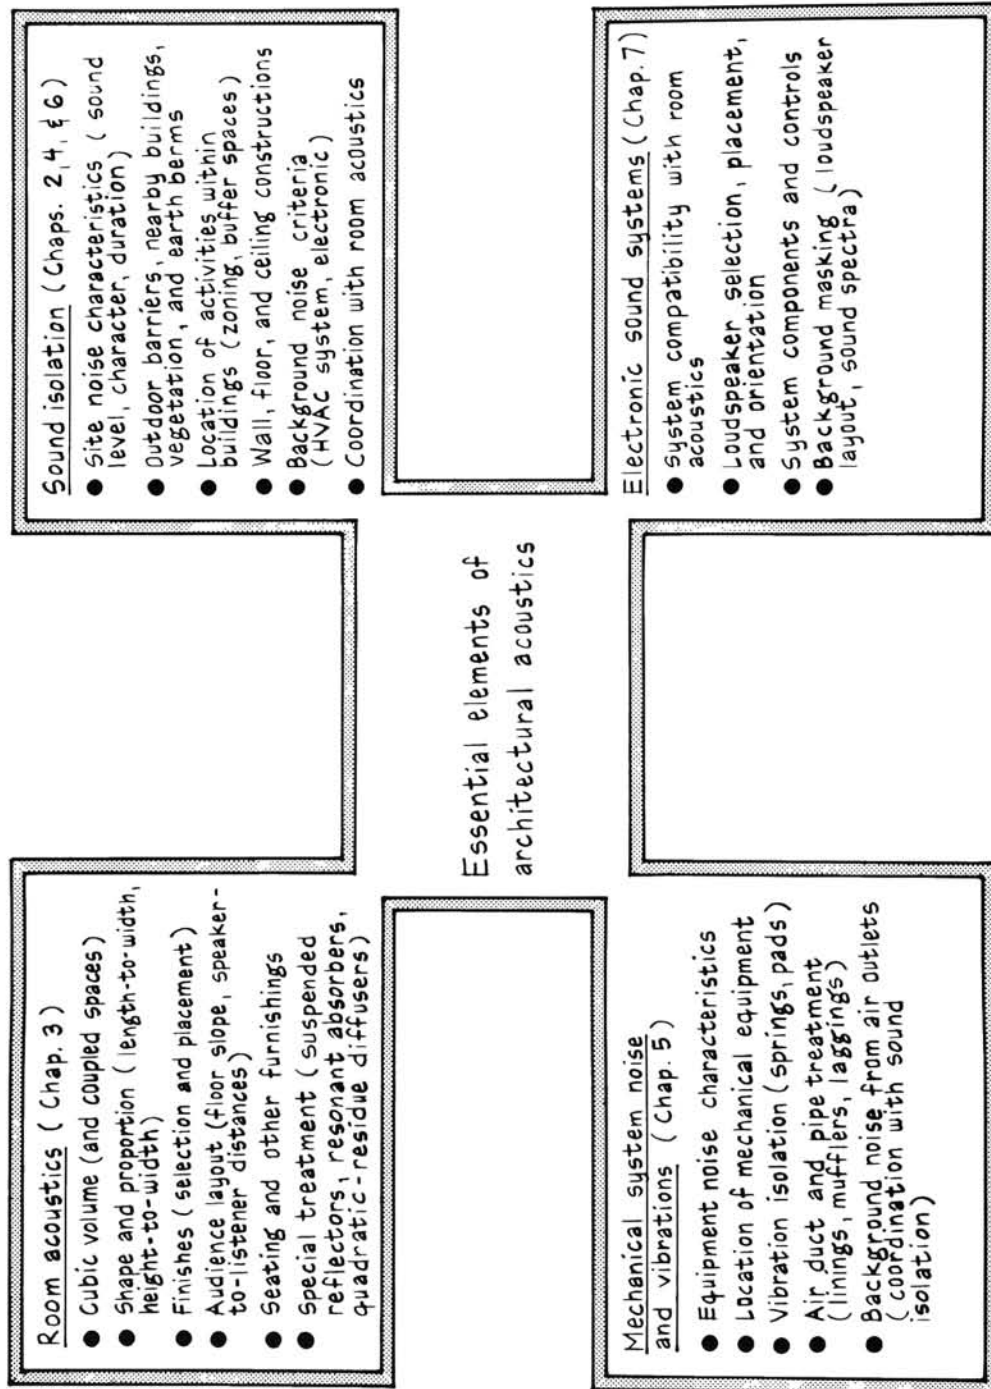 Room acoustics (Chap. 3)
● Cubic volume (and coupled spaces)
● Shape and proportion (length-to-width,
height-to-width)
● Finishes (selection and placement)
● Audience layout (floor slope, speaker-
to-listener distances)
● Seating and other furnishings
● Special treatment (suspended
reflectors, resonant absorbers,
quadratic-residue diffusers)
Sound isolation (Chaps. 2, 4, & 6)
● Site noise characteristics (sound
level, character, duration)
● Outdoor barriers, nearby buildings,
vegetation, and earth berms
● Location of activities within
buildings (zoning, buffer spaces)
● Wall, floor, and ceiling constructions
● Background noise criteria
(HVAC system, electronic)
● Coordination with room acoustics
Essential elements of
architectural acoustics
Mechanical system noise
and vibrations (Chap. 5)
● Equipment noise characteristics
● Location of mechanical equipment
● Vibration isolation (springs, pads)
● Air duct and pipe treatment
(linings, mufflers, laggings)
● Background noise from air outlets
(coordination with sound
isolation)
Electronic sound systems (Chap. 7)
● System compatibility with room
acoustics
● Loudspeaker selection, placement,
and orientation
● System components and controls
● Background masking (loudspeaker
layout, sound spectra)